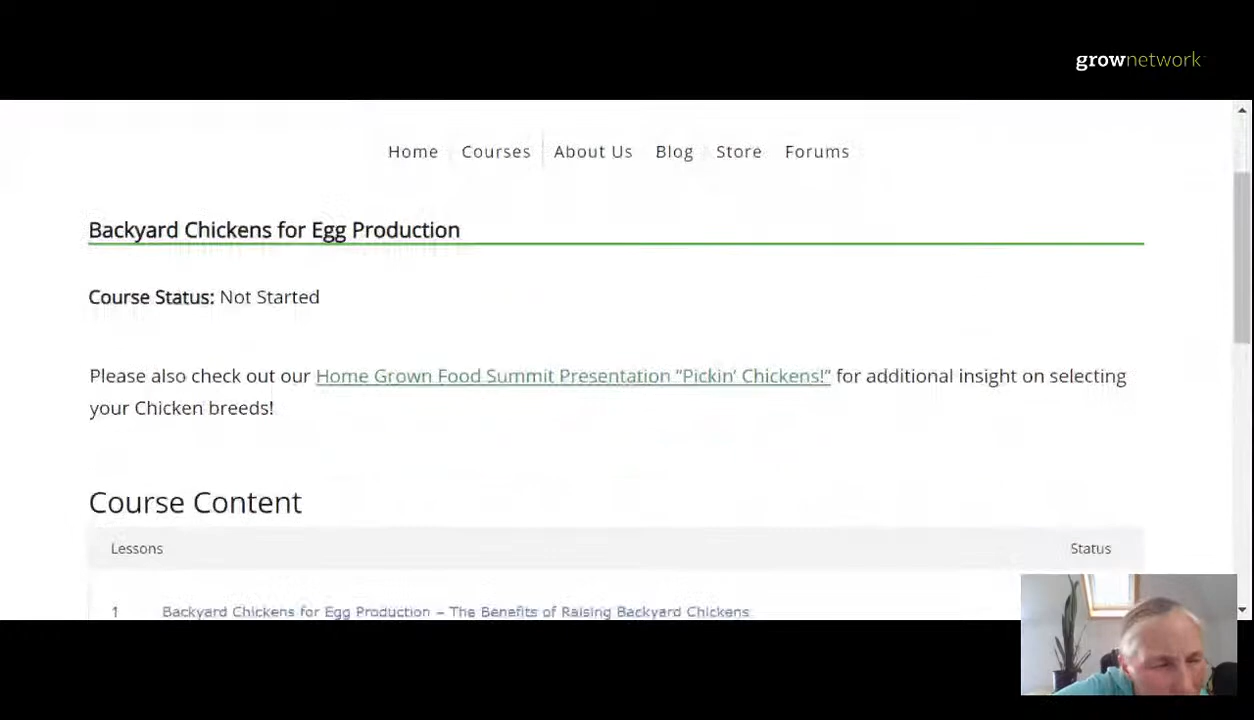 grownetwork
Home Courses About Us Blog Store Forums
Backyard Chickens for Egg Production
Course Status: Not Started
Please also check out our Home Grown Food Summit Presentation “Pickin’ Chickens!” for additional insight on selecting
your Chicken breeds!
Course Content
Lessons Status
1 Backyard Chickens for Egg Production – The Benefits of Raising Backyard Chickens